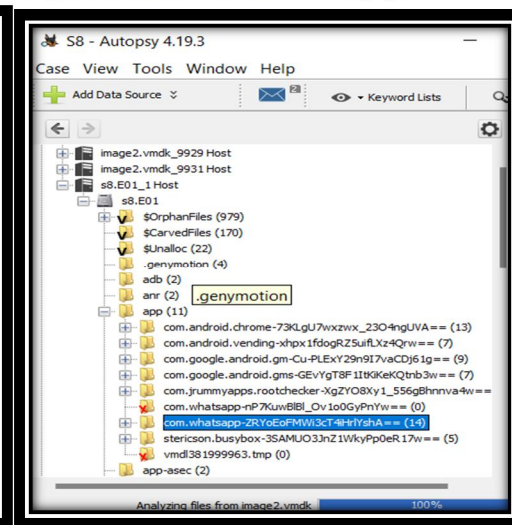 S8 - Autopsy 4.19.3
Case View Tools Window Help
Add Data Source
2
Keyword Lists
image2.vmdk_9929 Host
image2.vmdk_9931 Host
s8.E01_1 Host
s8.E01
$OrphanFiles (979)
$CarvedFiles (170)
$Unalloc (22)
.genymotion (4)
adb (2)
anr (2) .genymotion
app (11)
com.android.chrome-73KLgU7wxzwx_23O4ngUVA== (13)
com.android.vending-xhpx1fdogRZ5uifLXz4Qrw== (7)
com.google.android.gm-Cu-PLExY29n9I7vaCDj61g== (9)
com.google.android.gms-GEvYgT8F1ItKiKeKQtnb3w== (7)
com.jrummyapps.rootchecker-XgZYO8Xy1_556gBhnnva4w==
com.whatsapp-nP7KuwBlBl_Ov1o0GyPnYw== (0)
com.whatsapp-ZRYoEoFMWi3cT4iHrlYshA== (14)
stericson.busybox-3SAMUO3JnZ1WkyPp0eR17w== (5)
vmdl381999963.tmp (0)
app-asec (2)
Analyzing files from image2.vmdk 100%